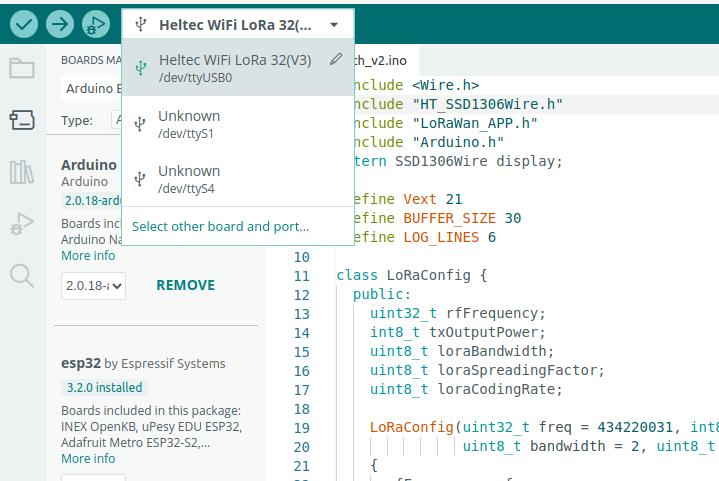 Heltec WiFi LoRa 32(...
Heltec WiFi LoRa 32(V3)
/dev/ttyUSB0
Unknown
/dev/ttyS1
Unknown
/dev/ttyS4
Select other board and port...
BOARDS MA
Arduino B
Type:
Arduino
Arduino
2.0.18-ardu
Boards incl
Arduino Na
More info
2.0.18-a
REMOVE
esp32 by Espressif Systems
3.2.0 installed
Boards included in this package:
INEX OpenKB, uPesy EDU ESP32,
Adafruit Metro ESP32-S2,...
More info
ch_v2.ino
nclude <Wire.h>
nclude "HT_SSD1306Wire.h"
nclude "LoRaWan_APP.h"
nclude "Arduino.h"
tern SSD1306Wire display;
efine Vext 21
efine BUFFER_SIZE 30
efine LOG_LINES 6
10
11 class LoRaConfig {
12 public:
13 uint32_t rfFrequency;
14 int8_t txOutputPower;
15 uint8_t loraBandwidth;
16 uint8_t loraSpreadingFactor;
17 uint8_t loraCodingRate;
18
19 LoRaConfig(uint32_t freq = 434220031, int8
20 uint8_t bandwidth = 2, uint8_t
21 {